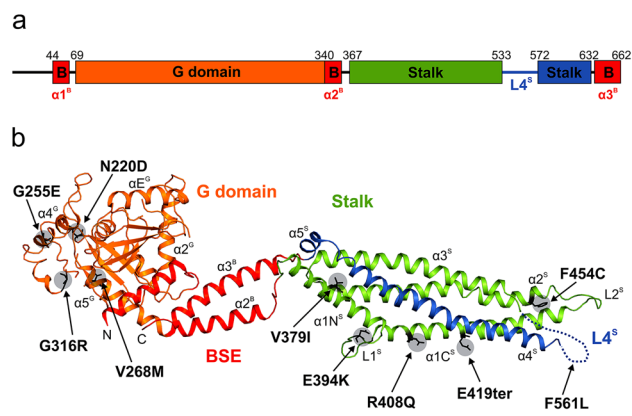 a
44 69 340 367 533 572 632 662
B G domain B Stalk Stalk B
α1ᴮ α2ᴮ L4ˢ α3ᴮ
b
N220D
G255E αEᴳ G domain Stalk
α4ᴳ α5ˢ
α2ᴳ α3ᴮ α3ˢ α2ˢ F454C
α5ᴳ α2ᴮ α1Nˢ L2ˢ
N C V379I L4ˢ
G316R BSE L1ˢ α1Cˢ α4ˢ
V268M E394K
R408Q E419ter F561L